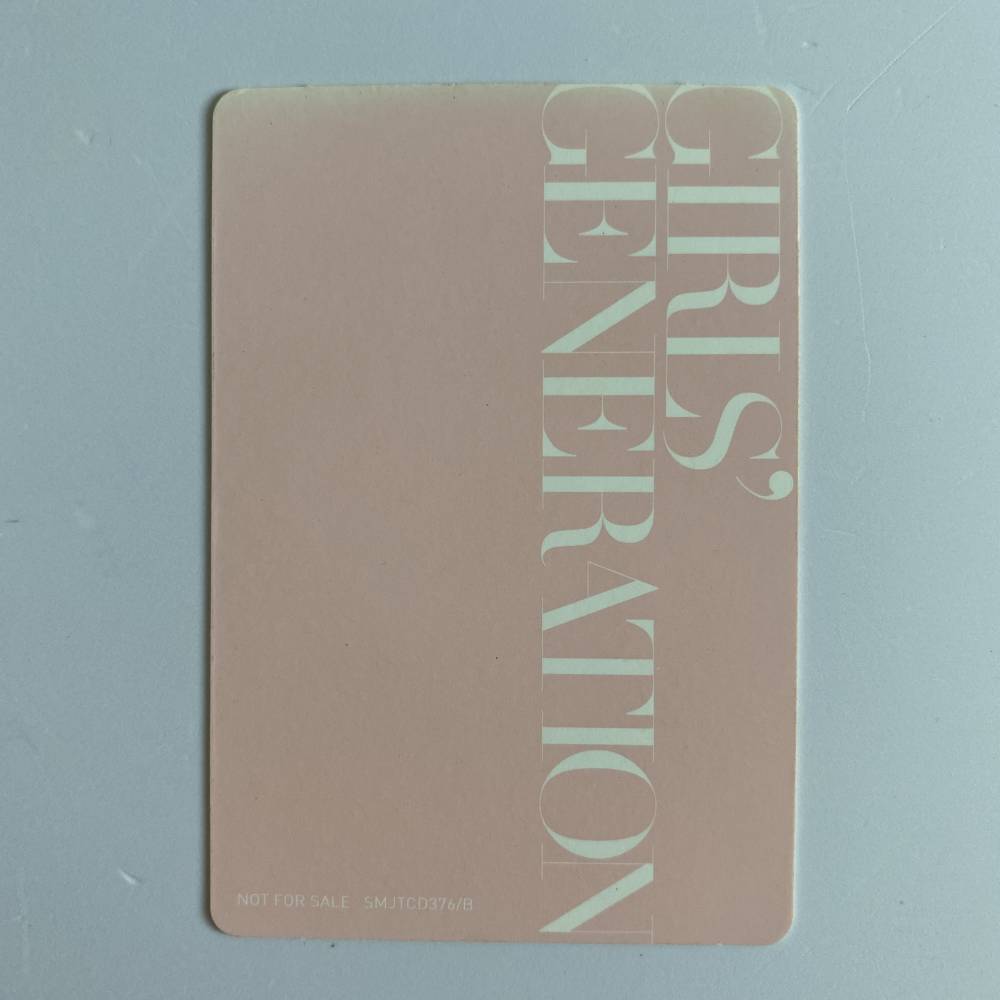 GIRLS’
GENERATION
NOT FOR SALE SMJTCD376/B